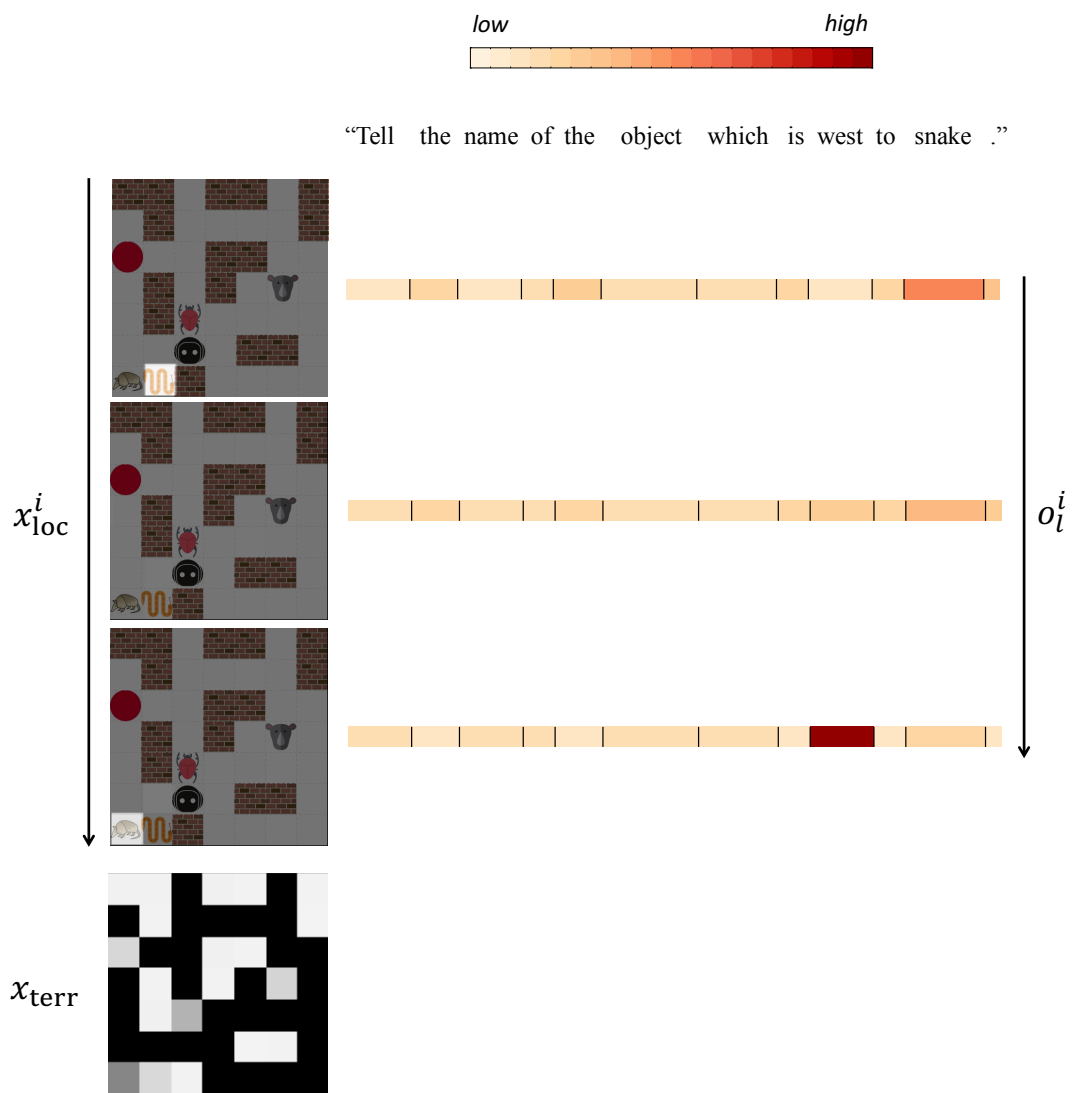 low high
“Tell the name of the object which is west to snake .”
x_loc^i
o_l^i
x_terr